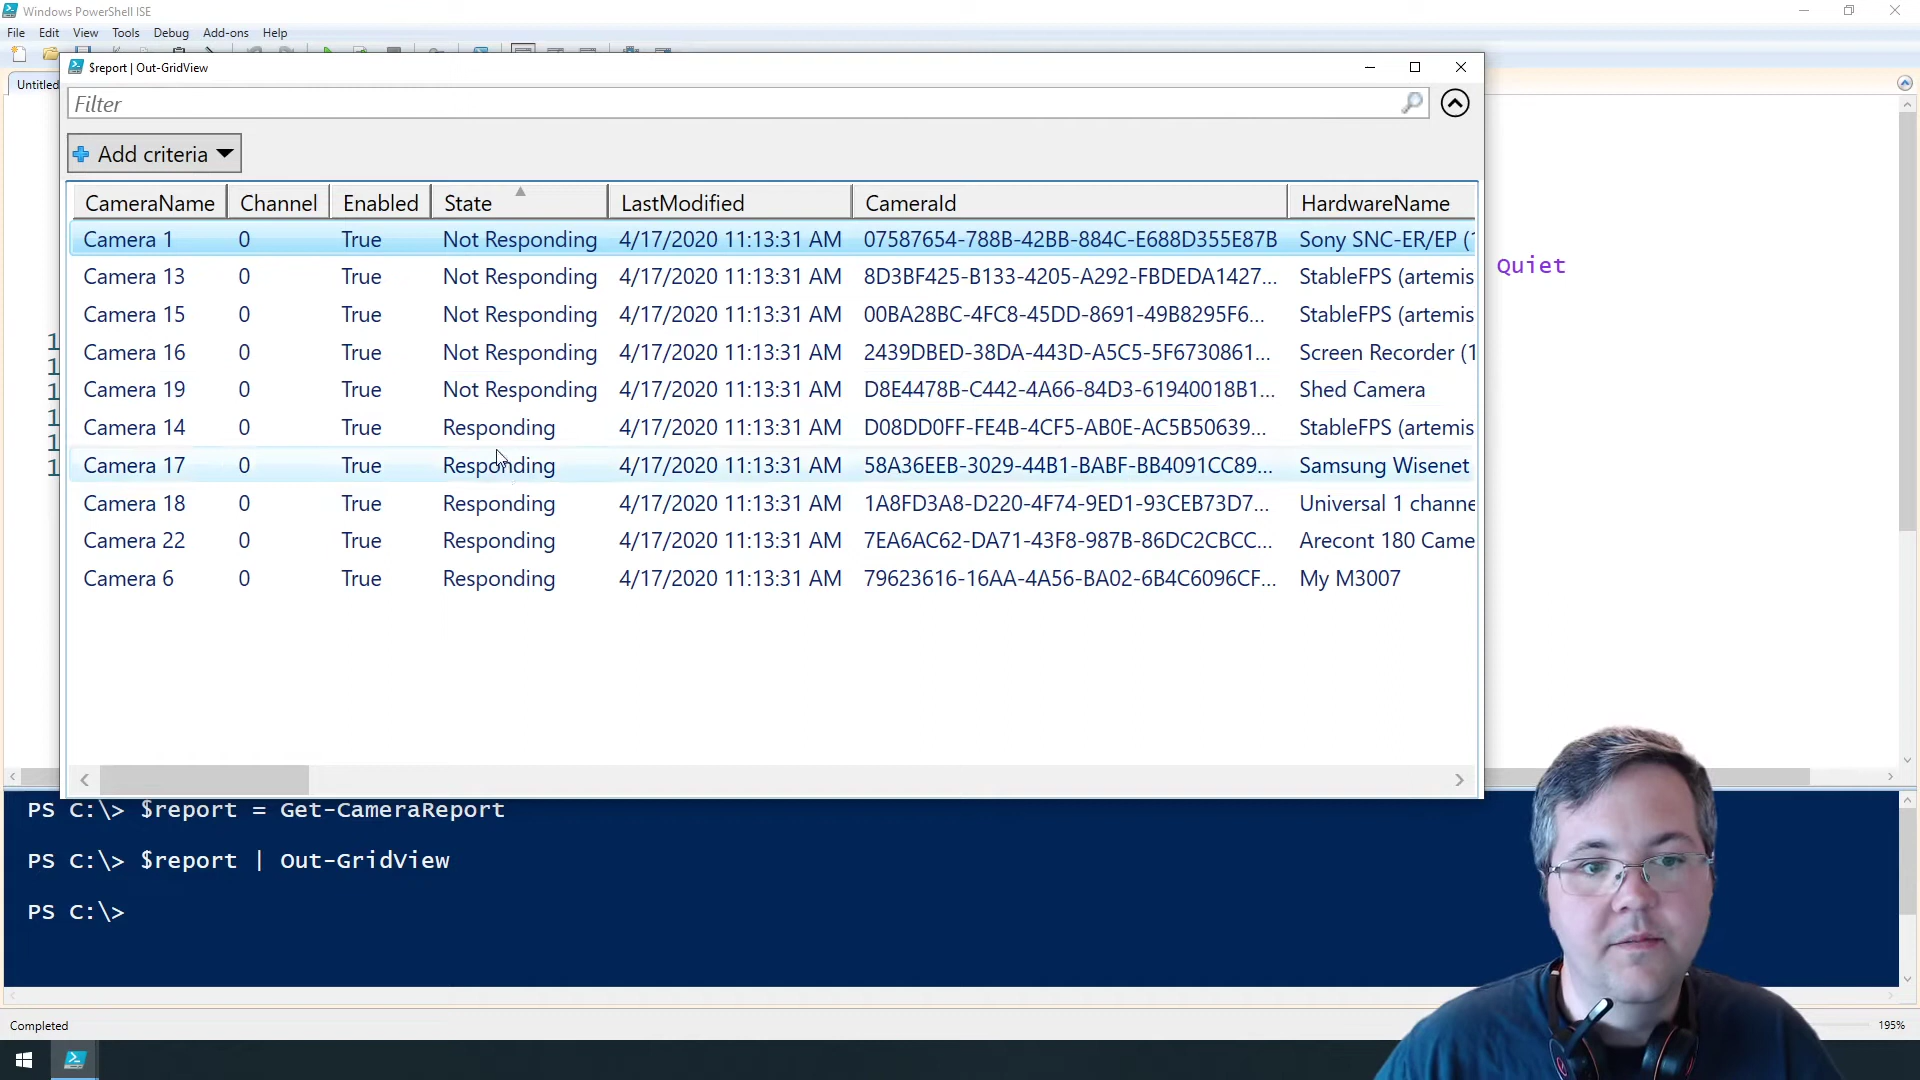 Windows PowerShell ISE
File Edit View Tools Debug Add-ons Help
Untitled
$report | Out-GridView
Filter
Add criteria
CameraName Channel Enabled State LastModified CameraId HardwareName
Camera 1 0 True Not Responding 4/17/2020 11:13:31 AM 07587654-788B-42BB-884C-E688D355E87B Sony SNC-ER/EP (1
Camera 13 0 True Not Responding 4/17/2020 11:13:31 AM 8D3BF425-B133-4205-A292-FBDEDA1427... StableFPS (artemis
Camera 15 0 True Not Responding 4/17/2020 11:13:31 AM 00BA28BC-4FC8-45DD-8691-49B8295F6... StableFPS (artemis
Camera 16 0 True Not Responding 4/17/2020 11:13:31 AM 2439DBED-38DA-443D-A5C5-5F6730861... Screen Recorder (1
Camera 19 0 True Not Responding 4/17/2020 11:13:31 AM D8E4478B-C442-4A66-84D3-61940018B1... Shed Camera
Camera 14 0 True Responding 4/17/2020 11:13:31 AM D08DD0FF-FE4B-4CF5-AB0E-AC5B50639... StableFPS (artemis
Camera 17 0 True Responding 4/17/2020 11:13:31 AM 58A36EEB-3029-44B1-BABF-BB4091CC89... Samsung Wisenet
Camera 18 0 True Responding 4/17/2020 11:13:31 AM 1A8FD3A8-D220-4F74-9ED1-93CEB73D7... Universal 1 channe
Camera 22 0 True Responding 4/17/2020 11:13:31 AM 7EA6AC62-DA71-43F8-987B-86DC2CBCC... Arecont 180 Came
Camera 6 0 True Responding 4/17/2020 11:13:31 AM 79623616-16AA-4A56-BA02-6B4C6096CF... My M3007
Quiet
1
1
1
1
1
1
PS C:\> $report = Get-CameraReport
PS C:\> $report | Out-GridView
PS C:\>
Completed
195%